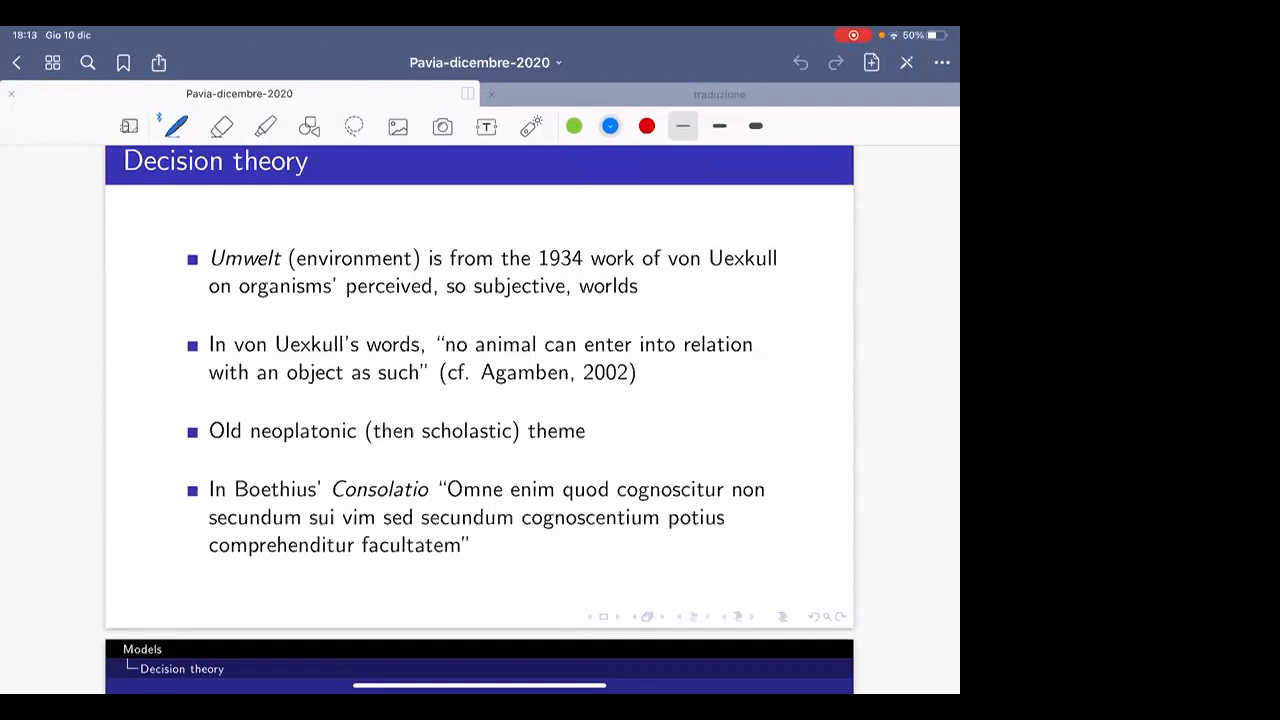 18:13 Gio 10 dic
50%
Pavia-dicembre-2020
Pavia-dicembre-2020
traduzione
Decision theory
Umwelt (environment) is from the 1934 work of von Uexkull
on organisms' perceived, so subjective, worlds
In von Uexkull's words, “no animal can enter into relation
with an object as such” (cf. Agamben, 2002)
Old neoplatonic (then scholastic) theme
In Boethius' Consolatio “Omne enim quod cognoscitur non
secundum sui vim sed secundum cognoscentium potius
comprehenditur facultatem”
Models
Decision theory